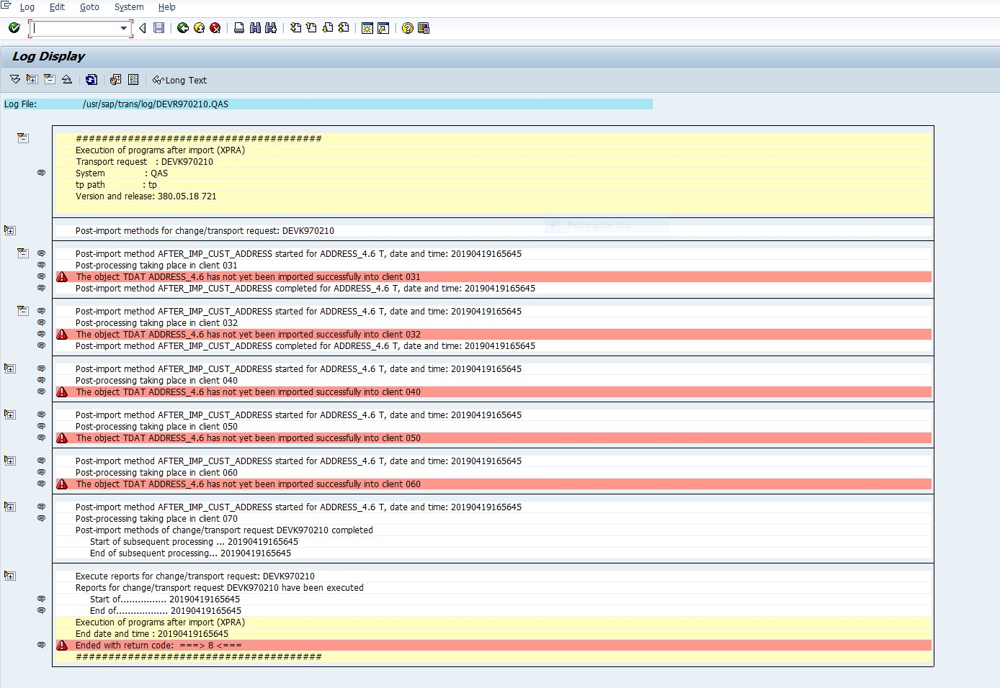 Log Edit Goto System Help
Log Display
Long Text
Log File: /usr/sap/trans/log/DEVR970210.QAS
######################################
Execution of programs after import (XPRA)
Transport request : DEVK970210
System : QAS
tp path : tp
Version and release: 380.05.18 721
Rectangular Snip
Post-import methods for change/transport request: DEVK970210
Post-import method AFTER_IMP_CUST_ADDRESS started for ADDRESS_4.6 T, date and time: 20190419165645
Post-processing taking place in client 031
The object TDAT ADDRESS_4.6 has not yet been imported successfully into client 031
Post-import method AFTER_IMP_CUST_ADDRESS completed for ADDRESS_4.6 T, date and time: 20190419165645
Post-import method AFTER_IMP_CUST_ADDRESS started for ADDRESS_4.6 T, date and time: 20190419165645
Post-processing taking place in client 032
The object TDAT ADDRESS_4.6 has not yet been imported successfully into client 032
Post-import method AFTER_IMP_CUST_ADDRESS completed for ADDRESS_4.6 T, date and time: 20190419165645
Post-import method AFTER_IMP_CUST_ADDRESS started for ADDRESS_4.6 T, date and time: 20190419165645
Post-processing taking place in client 040
The object TDAT ADDRESS_4.6 has not yet been imported successfully into client 040
Post-import method AFTER_IMP_CUST_ADDRESS started for ADDRESS_4.6 T, date and time: 20190419165645
Post-processing taking place in client 050
The object TDAT ADDRESS_4.6 has not yet been imported successfully into client 050
Post-import method AFTER_IMP_CUST_ADDRESS started for ADDRESS_4.6 T, date and time: 20190419165645
Post-processing taking place in client 060
The object TDAT ADDRESS_4.6 has not yet been imported successfully into client 060
Post-import method AFTER_IMP_CUST_ADDRESS started for ADDRESS_4.6 T, date and time: 20190419165645
Post-processing taking place in client 070
Post-import methods of change/transport request DEVK970210 completed
Start of subsequent processing ... 20190419165645
End of subsequent processing... 20190419165645
Execute reports for change/transport request: DEVK970210
Reports for change/transport request DEVK970210 have been executed
Start of................ 20190419165645
End of.................. 20190419165645
Execution of programs after import (XPRA)
End date and time : 20190419165645
Ended with return code: ===> 8 <===
######################################